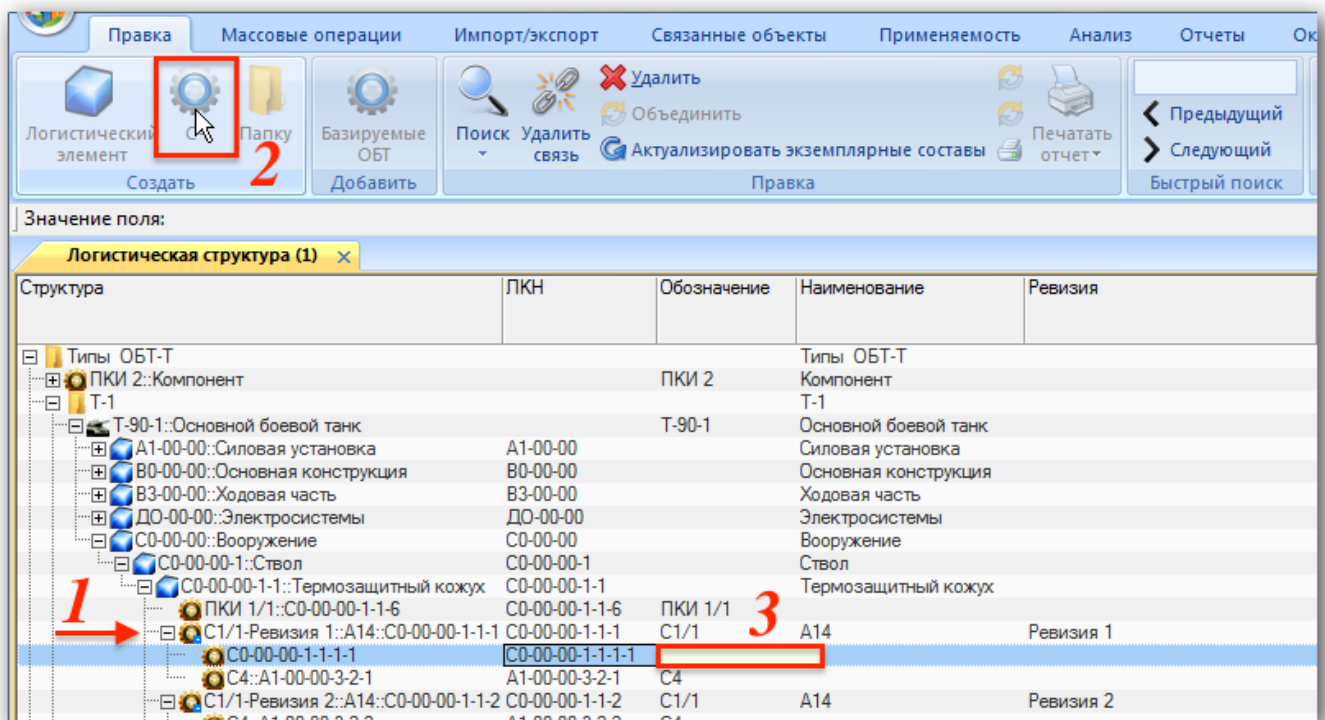 Правка Массовые операции Импорт/экспорт Связанные объекты Применяемость Анализ Отчеты Ок
Логистический элемент
Папку
Создать
2
Базируемые ОБТ
Добавить
Поиск
Удалить связь
Удалить
Объединить
Актуализировать экземплярные составы
Печатать отчет
Правка
Предыдущий
Следующий
Быстрый поиск
Значение поля:
Логистическая структура (1)
Структура ЛКН Обозначение Наименование Ревизия
Типы ОБТ-Т Типы ОБТ-Т
ПКИ 2::Компонент ПКИ 2 Компонент
Т-1 Т-1
Т-90-1::Основной боевой танк Т-90-1 Основной боевой танк
А1-00-00::Силовая установка А1-00-00 Силовая установка
В0-00-00::Основная конструкция В0-00-00 Основная конструкция
В3-00-00::Ходовая часть В3-00-00 Ходовая часть
ДО-00-00::Электросистемы ДО-00-00 Электросистемы
С0-00-00::Вооружение С0-00-00 Вооружение
С0-00-00-1::Ствол С0-00-00-1 Ствол
С0-00-00-1-1::Термозащитный кожух С0-00-00-1-1 Термозащитный кожух
1
ПКИ 1/1::С0-00-00-1-1-6 С0-00-00-1-1-6 ПКИ 1/1
3
С1/1-Ревизия 1::А14::С0-00-00-1-1-1 С0-00-00-1-1-1 С1/1 А14 Ревизия 1
С0-00-00-1-1-1-1 С0-00-00-1-1-1-1
С4::А1-00-00-3-2-1 А1-00-00-3-2-1 С4
С1/1-Ревизия 2::А14::С0-00-00-1-1-2 С0-00-00-1-1-2 С1/1 А14 Ревизия 2